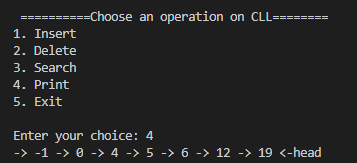 ==========Choose an operation on CLL========
1. Insert
2. Delete
3. Search
4. Print
5. Exit
Enter your choice: 4
-> -1 -> 0 -> 4 -> 5 -> 6 -> 12 -> 19 <-head